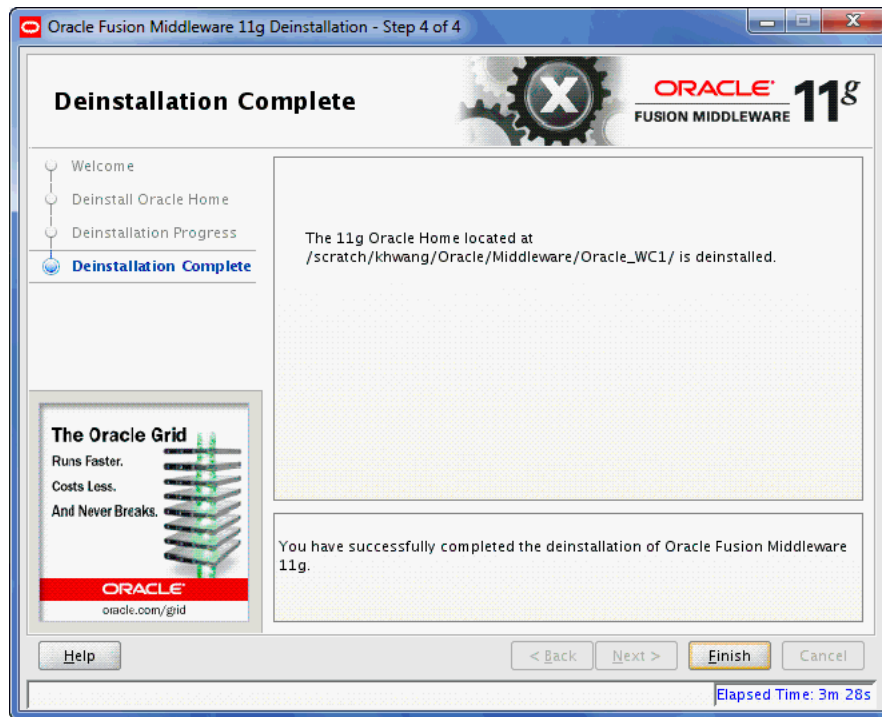 Oracle Fusion Middleware 11g Deinstallation - Step 4 of 4
Deinstallation Complete
X
ORACLE
FUSION MIDDLEWARE
11g
Welcome
Deinstall Oracle Home
Deinstallation Progress
Deinstallation Complete
The 11g Oracle Home located at
/scratch/khwang/Oracle/Middleware/Oracle_WC1/ is deinstalled.
The Oracle Grid
Runs Faster.
Costs Less.
And Never Breaks.
ORACLE
oracle.com/grid
You have successfully completed the deinstallation of Oracle Fusion Middleware
11g.
Help
< Back
Next >
Finish
Cancel
Elapsed Time: 3m 28s